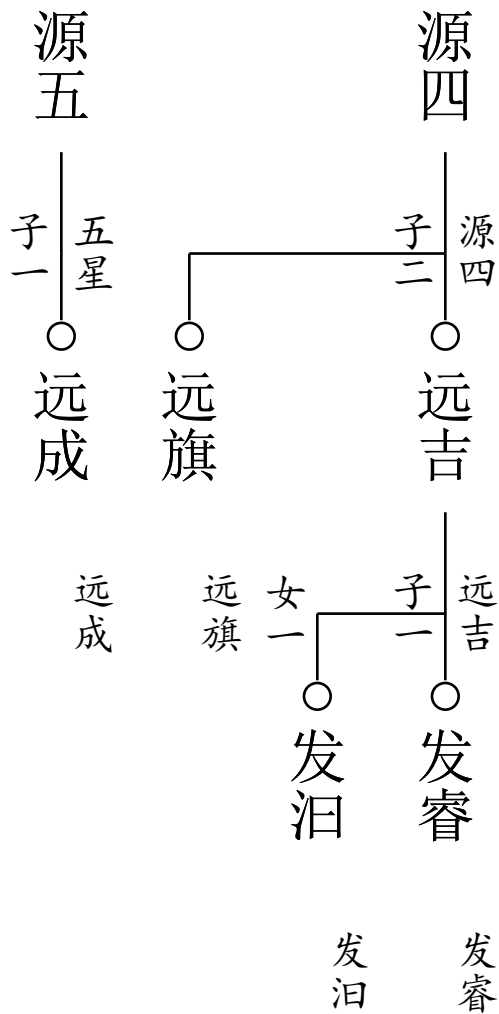 源四
源五
源四
子二
五星
子一
远吉
远旗
远成
远吉
子一
女一
远旗
远成
发睿
发汩
发睿
发汩